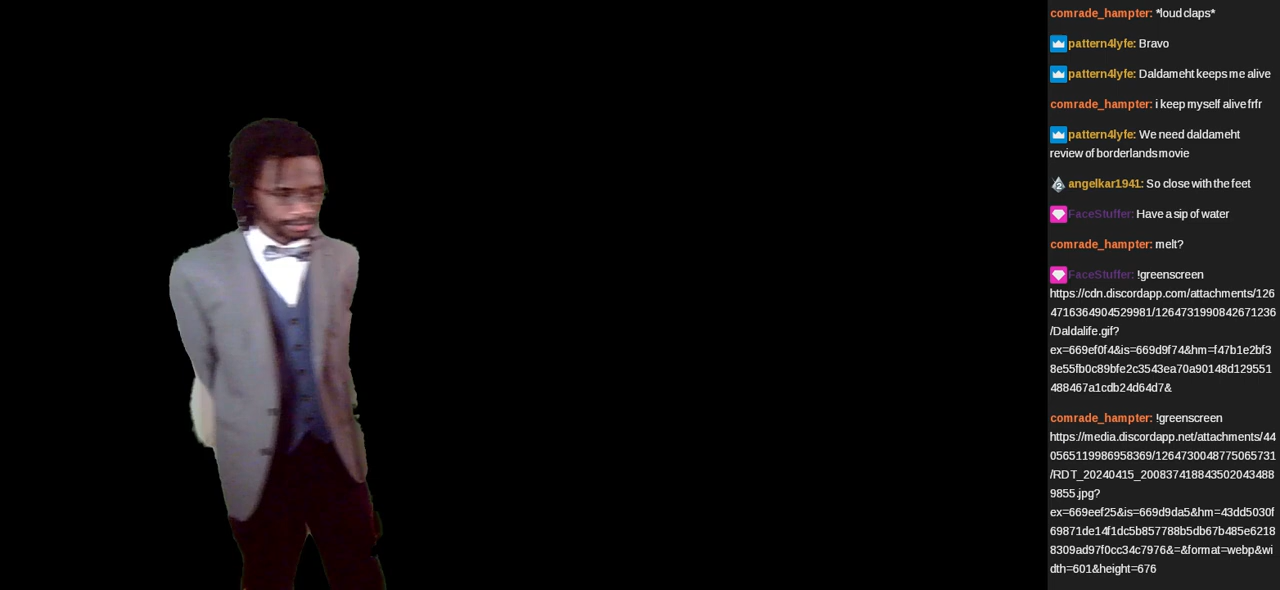 comrade_hampter: *loud claps*
pattern4lyfe: Bravo
pattern4lyfe: Daldameht keeps me alive
comrade_hampter: i keep myself alive frfr
pattern4lyfe: We need daldameht
review of borderlands movie
2 angelkar1941: So close with the feet
FaceStuffer: Have a sip of water
comrade_hampter: melt?
FaceStuffer: !greenscreen
https://cdn.discordapp.com/attachments/126
4716364904529981/1264731990842671236
/Daldalife.gif?
ex=669ef0f4&is=669d9f74&hm=f47b1e2bf3
8e55fb0c89bfe2c3543ea70a90148d129551
488467a1cdb24d64d7&
comrade_hampter: !greenscreen
https://media.discordapp.net/attachments/44
0565119986958369/1264730048775065731
/RDT_20240415_200837418843502043488
9855.jpg?
ex=669eef25&is=669d9da5&hm=43dd5030f
69871de14f1dc5b857788b5db67b485e6218
8309ad97f0cc34c7976&=&format=webp&wi
dth=601&height=676